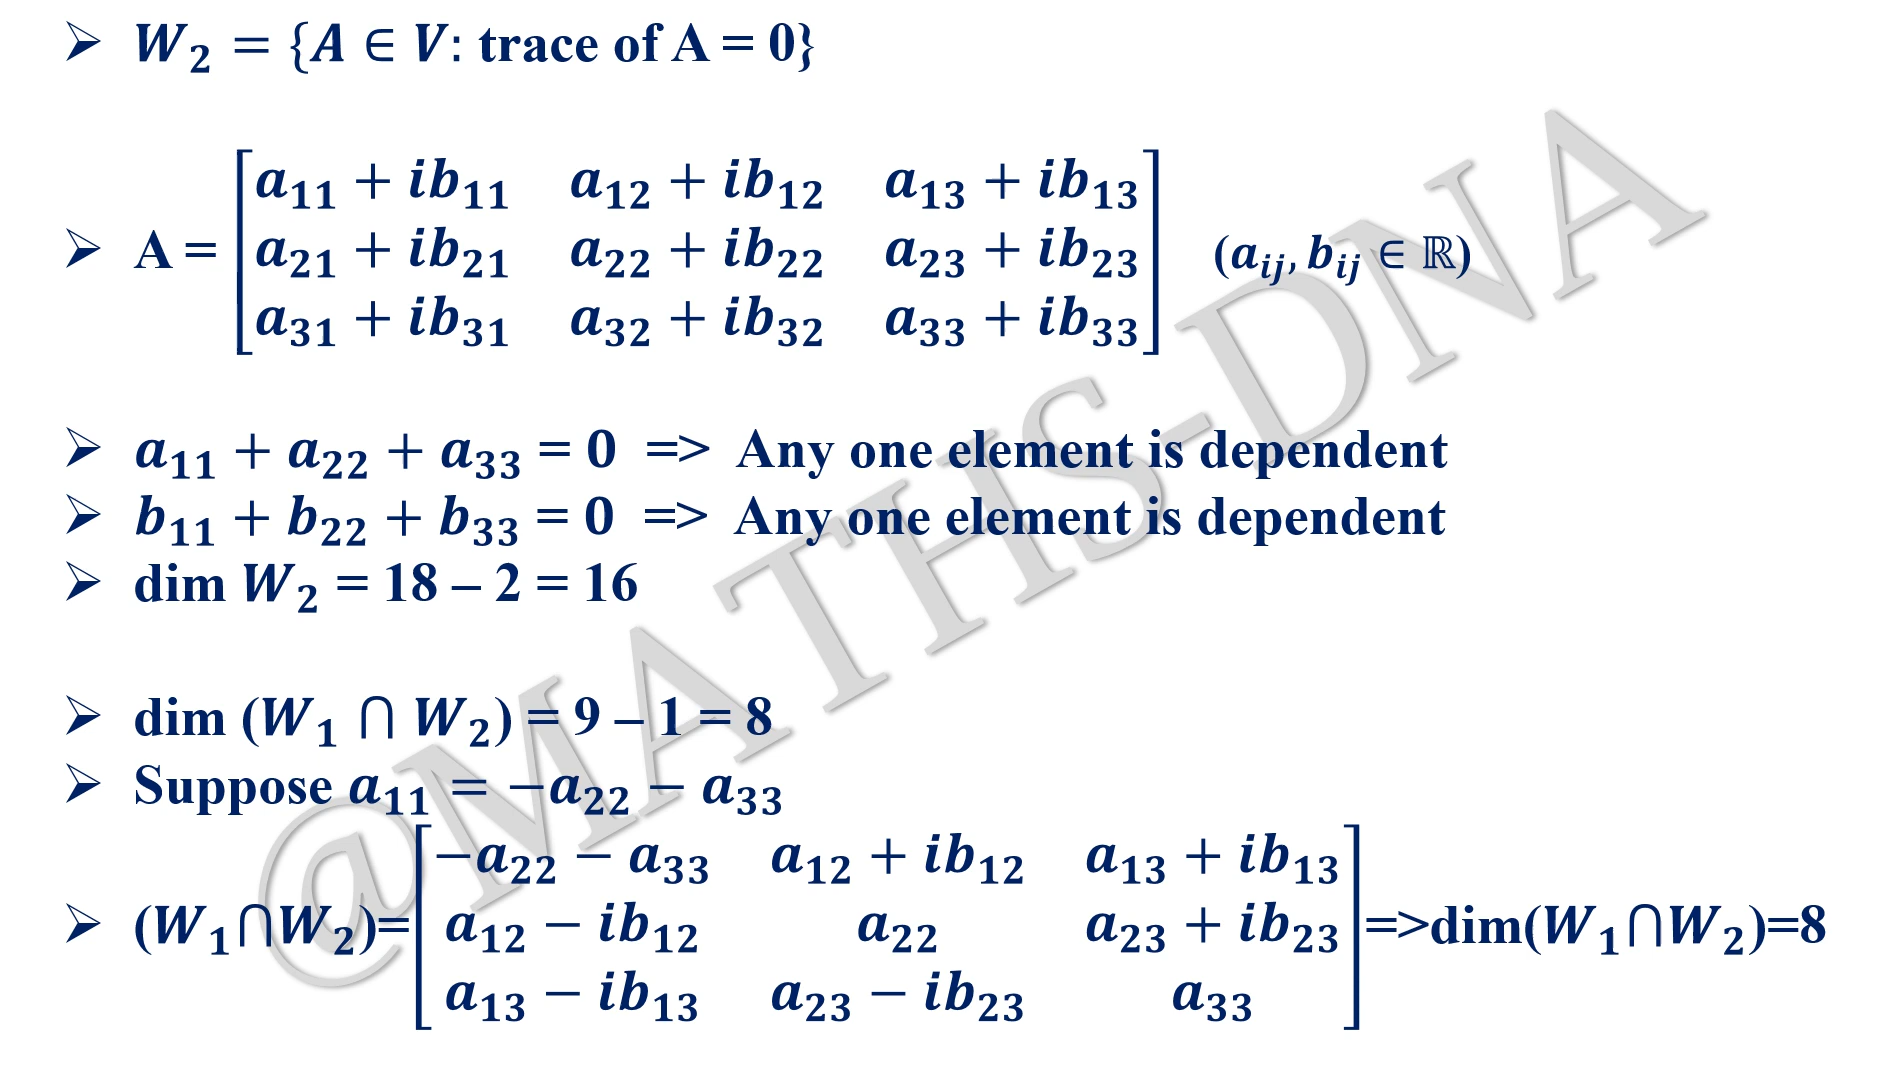 ➢ W₂ = {A ∈ V: trace of A = 0}
➢ A = [a₁₁ + ib₁₁ a₁₂ + ib₁₂ a₁₃ + ib₁₃
a₂₁ + ib₂₁ a₂₂ + ib₂₂ a₂₃ + ib₂₃
a₃₁ + ib₃₁ a₃₂ + ib₃₂ a₃₃ + ib₃₃] (aᵢⱼ, bᵢⱼ ∈ ℝ)
➢ a₁₁ + a₂₂ + a₃₃ = 0 => Any one element is dependent
➢ b₁₁ + b₂₂ + b₃₃ = 0 => Any one element is dependent
➢ dim W₂ = 18 – 2 = 16
➢ dim (W₁ ∩ W₂) = 9 – 1 = 8
➢ Suppose a₁₁ = −a₂₂ − a₃₃
➢ (W₁∩W₂)=[−a₂₂ − a₃₃ a₁₂ + ib₁₂ a₁₃ + ib₁₃
a₁₂ − ib₁₂ a₂₂ a₂₃ + ib₂₃
a₁₃ − ib₁₃ a₂₃ − ib₂₃ a₃₃] =>dim(W₁∩W₂)=8
@MATHS-DNA